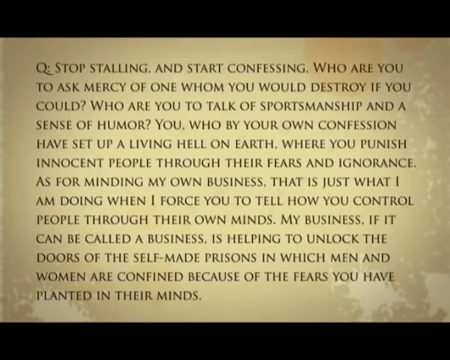 Q: Stop stalling, and start confessing. Who are you
to ask mercy of one whom you would destroy if you
could? Who are you to talk of sportsmanship and a
sense of humor? You, who by your own confession
have set up a living hell on earth, where you punish
innocent people through their fears and ignorance.
As for minding my own business, that is just what I
am doing when I force you to tell how you control
people through their own minds. My business, if it
can be called a business, is helping to unlock the
doors of the self-made prisons in which men and
women are confined because of the fears you have
planted in their minds.